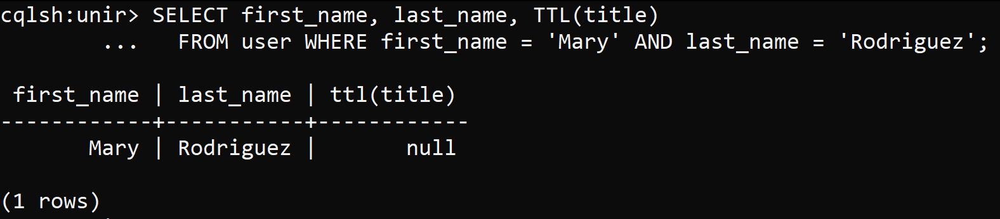 cqlsh:unir> SELECT first_name, last_name, TTL(title)
        ...   FROM user WHERE first_name = 'Mary' AND last_name = 'Rodriguez';
 first_name | last_name | ttl(title)
------------+-----------+------------
       Mary | Rodriguez |       null
(1 rows)